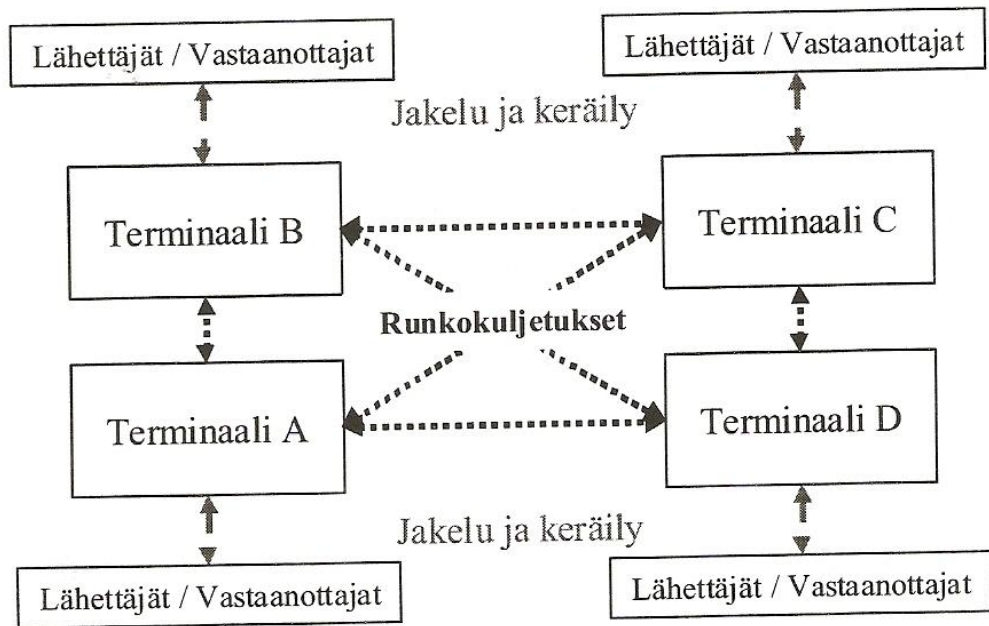 Lähettäjät / Vastaanottajat
Lähettäjät / Vastaanottajat
Jakelu ja keräily
Terminaali B
Terminaali C
Runkokuljetukset
Terminaali A
Terminaali D
Jakelu ja keräily
Lähettäjät / Vastaanottajat
Lähettäjät / Vastaanottajat